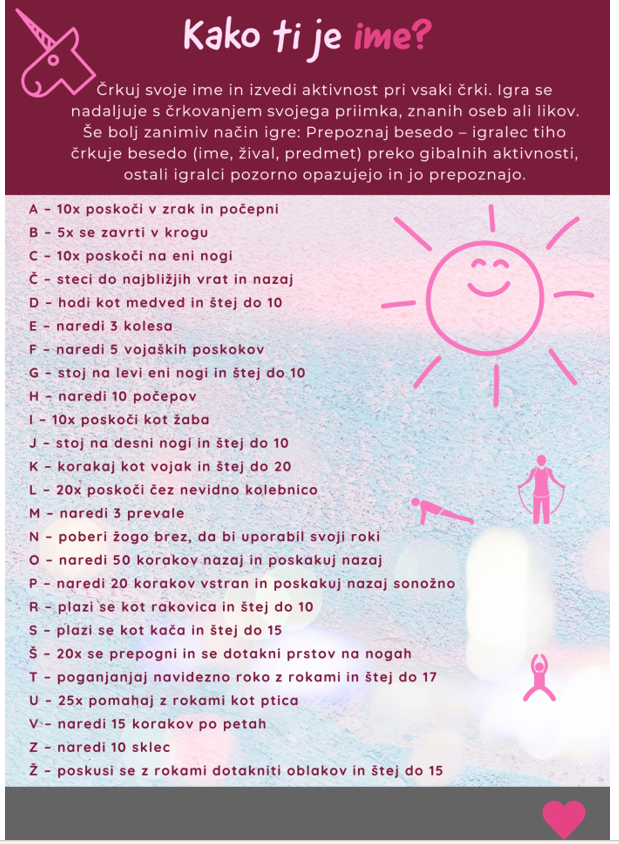 Kako ti je ime?
Črkuj svoje ime in izvedi aktivnost pri vsaki črki. Igra se
nadaljuje s črkovanjem svojega priimka, znanih oseb ali likov.
Še bolj zanimiv način igre: Prepoznaj besedo – igralec tiho
črkuje besedo (ime, žival, predmet) preko gibalnih aktivnosti,
ostali igralci pozorno opazujejo in jo prepoznajo.
A – 10x poskoči v zrak in počepni
B – 5x se zavrti v krogu
C – 10x poskoči na eni nogi
Č – steci do najbližjih vrat in nazaj
D – hodi kot medved in štej do 10
E – naredi 3 kolesa
F – naredi 5 vojaških poskokov
G – stoj na levi eni nogi in štej do 10
H – naredi 10 počepov
I – 10x poskoči kot žaba
J – stoj na desni nogi in štej do 10
K – korakaj kot vojak in štej do 20
L – 20x poskoči čez nevidno kolebnico
M – naredi 3 prevale
N – poberi žogo brez, da bi uporabil svoji roki
O – naredi 50 korakov nazaj in poskakuj nazaj
P – naredi 20 korakov vstran in poskakuj nazaj sonožno
R – plazi se kot rakovica in štej do 10
S – plazi se kot kača in štej do 15
Š – 20x se prepogni in se dotakni prstov na nogah
T – poganjanjaj navidezno roko z rokami in štej do 17
U – 25x pomahaj z rokami kot ptica
V – naredi 15 korakov po petah
Z – naredi 10 sklec
Ž – poskusi se z rokami dotakniti oblakov in štej do 15